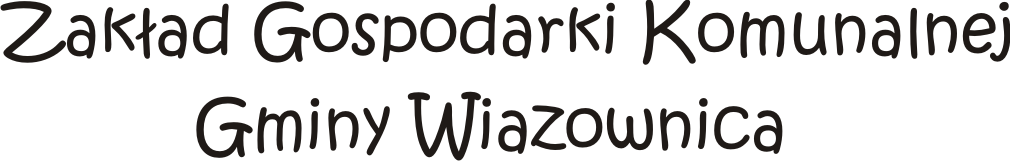 Zakład Gospodarki Komunalnej
Gminy Wiazownica